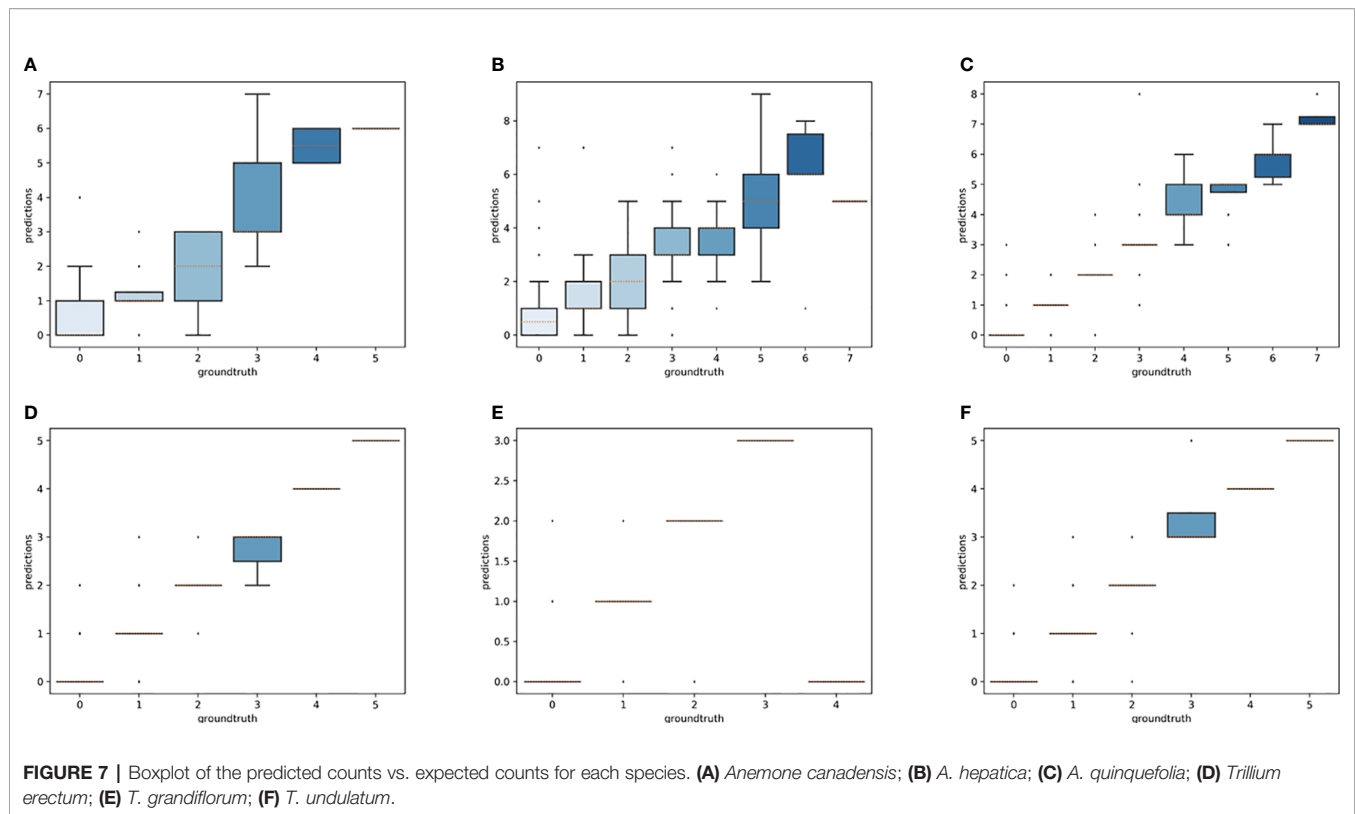 A
B
C
7
6
5
4
3
2
1
0
predictions
0 1 2 3 4 5
groundtruth
8
6
4
2
0
predictions
0 1 2 3 4 5 6 7
groundtruth
8
7
6
5
4
3
2
1
0
predictions
0 1 2 3 4 5 6 7
groundtruth
D
E
F
5
4
3
2
1
0
predictions
0 1 2 3 4 5
groundtruth
3.0
2.5
2.0
1.5
1.0
0.5
0.0
predictions
0 1 2 3 4
groundtruth
5
4
3
2
1
0
predictions
0 1 2 3 4 5
groundtruth
FIGURE 7 | Boxplot of the predicted counts vs. expected counts for each species. (A) Anemone canadensis; (B) A. hepatica; (C) A. quinquefolia; (D) Trillium
erectum; (E) T. grandiflorum; (F) T. undulatum.